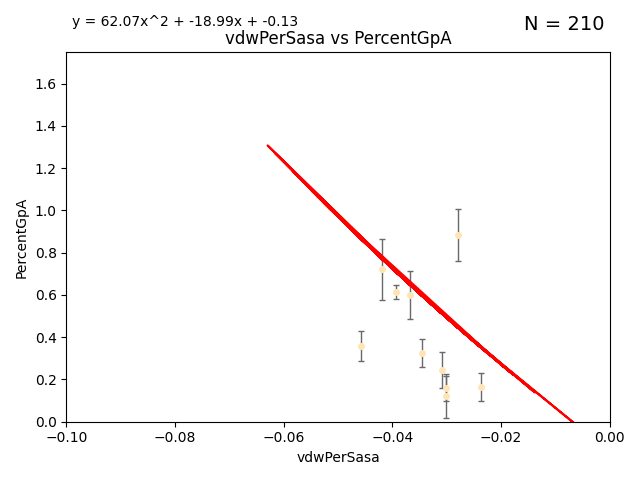 y = 62.07x^2 + -18.99x + -0.13
N = 210
vdwPerSasa vs PercentGpA
1.6
1.4
1.2
1.0
0.8
0.6
0.4
0.2
0.0
PercentGpA
−0.10 −0.08 −0.06 −0.04 −0.02 0.00
vdwPerSasa